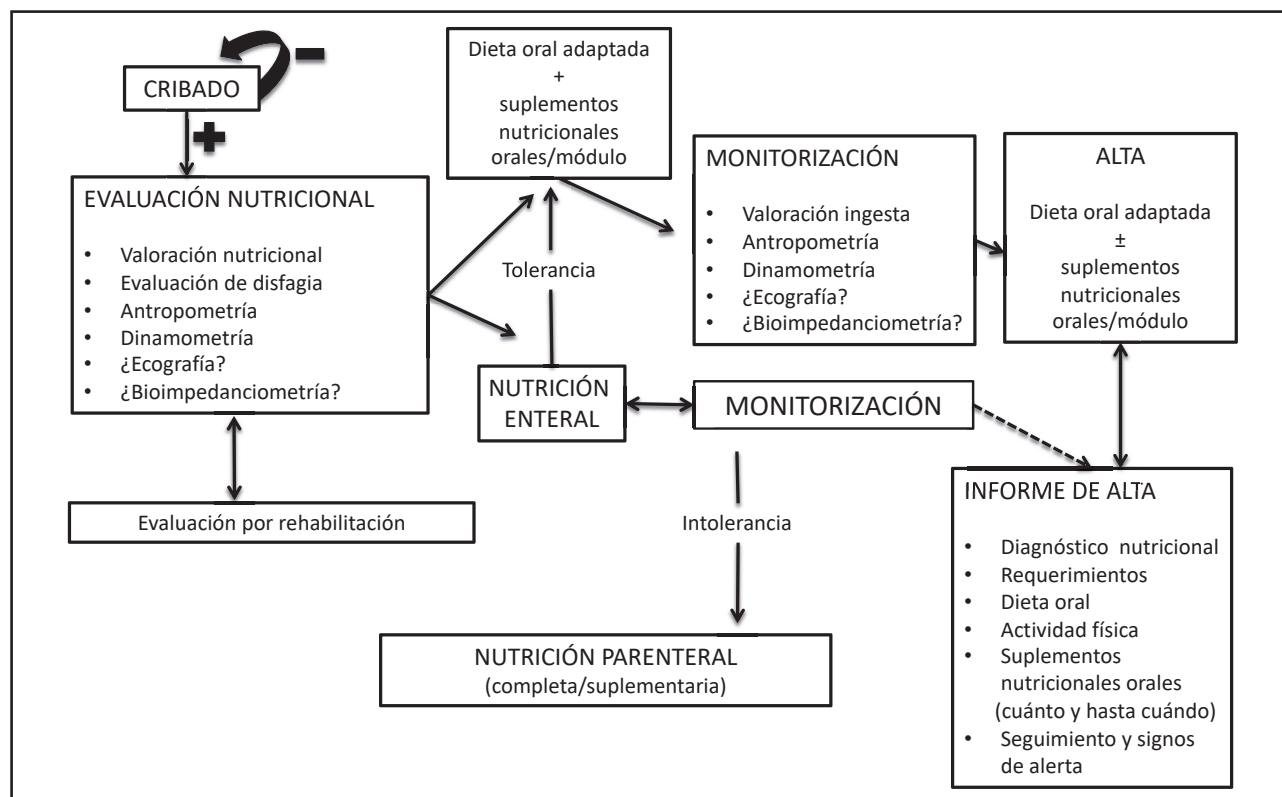 CRIBADO
−
+
EVALUACIÓN NUTRICIONAL
• Valoración nutricional
• Evaluación de disfagia
• Antropometría
• Dinamometría
• ¿Ecografía?
• ¿Bioimpedanciometría?
Evaluación por rehabilitación
Dieta oral adaptada
+
suplementos
nutricionales
orales/módulo
Tolerancia
NUTRICIÓN
ENTERAL
MONITORIZACIÓN
• Valoración ingesta
• Antropometría
• Dinamometría
• ¿Ecografía?
• ¿Bioimpedanciometría?
MONITORIZACIÓN
Intolerancia
NUTRICIÓN PARENTERAL
(completa/suplementaria)
ALTA
Dieta oral adaptada
±
suplementos
nutricionales
orales/módulo
INFORME DE ALTA
• Diagnóstico nutricional
• Requerimientos
• Dieta oral
• Actividad física
• Suplementos
nutricionales orales
(cuánto y hasta cuándo)
• Seguimiento y signos
de alerta